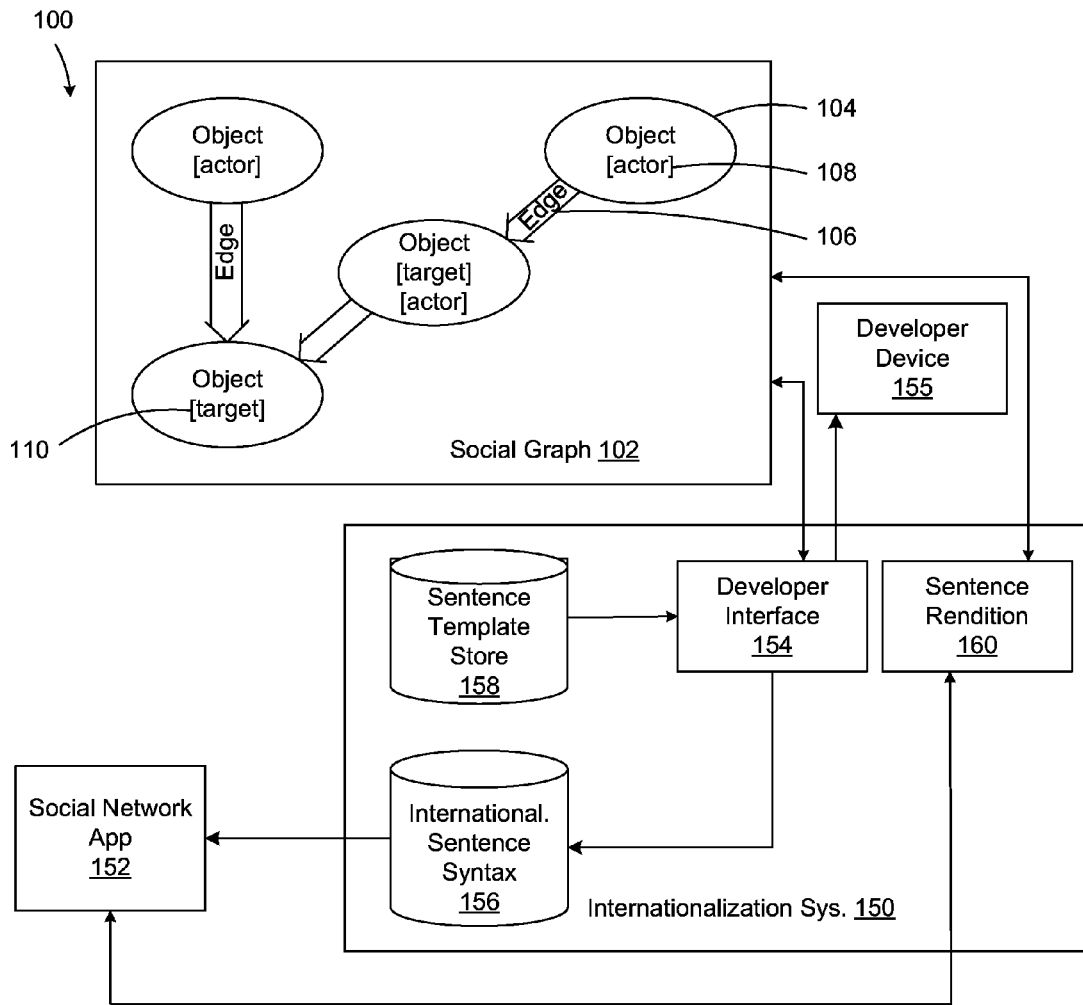 100
Object
[actor]
Object
[actor]
104
108
Edge
106
Edge
Object
[target]
[actor]
Object
[target]
110
Social Graph 102
Developer
Device
155
Sentence
Template
Store
158
Developer
Interface
154
Sentence
Rendition
160
Social Network
App
152
International.
Sentence
Syntax
156
Internationalization Sys. 150